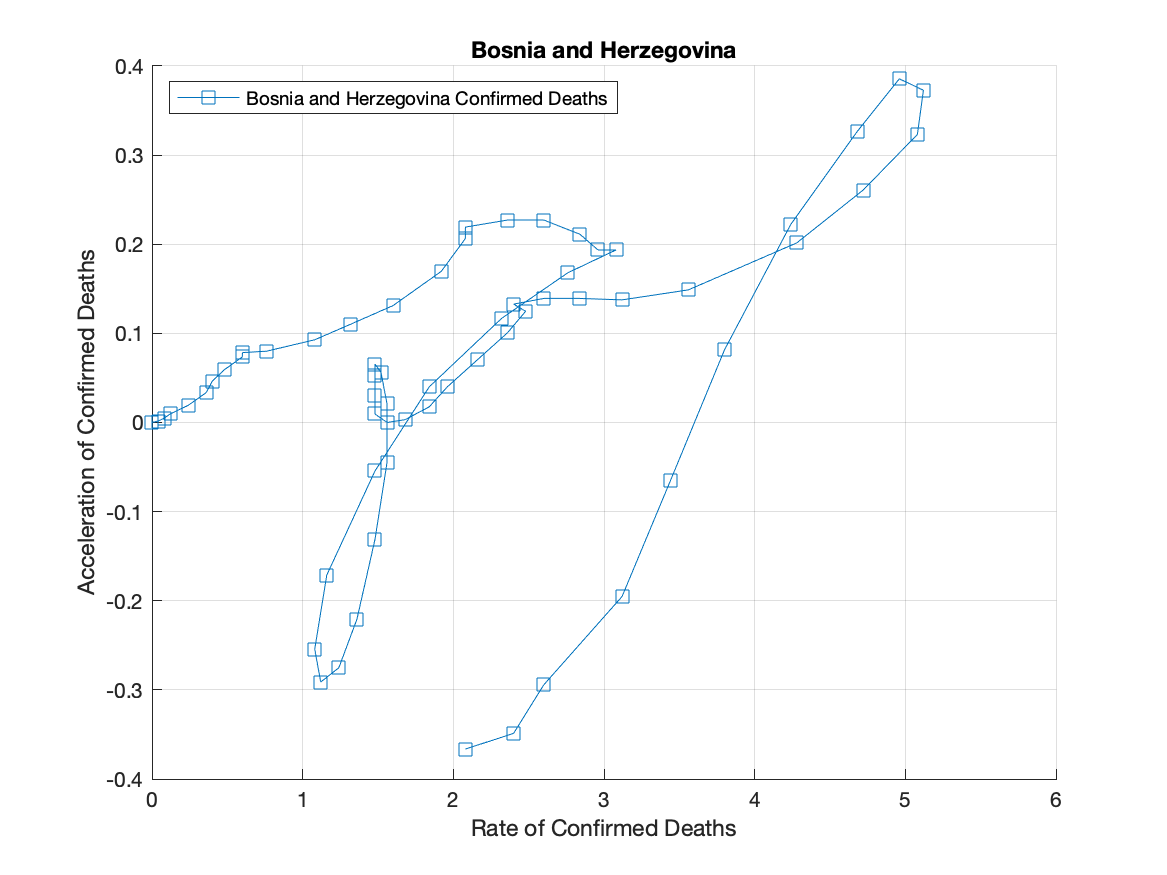 Bosnia and Herzegovina
Bosnia and Herzegovina Confirmed Deaths
0.4
0.3
0.2
0.1
0
-0.1
-0.2
-0.3
-0.4
Acceleration of Confirmed Deaths
0 1 2 3 4 5 6
Rate of Confirmed Deaths